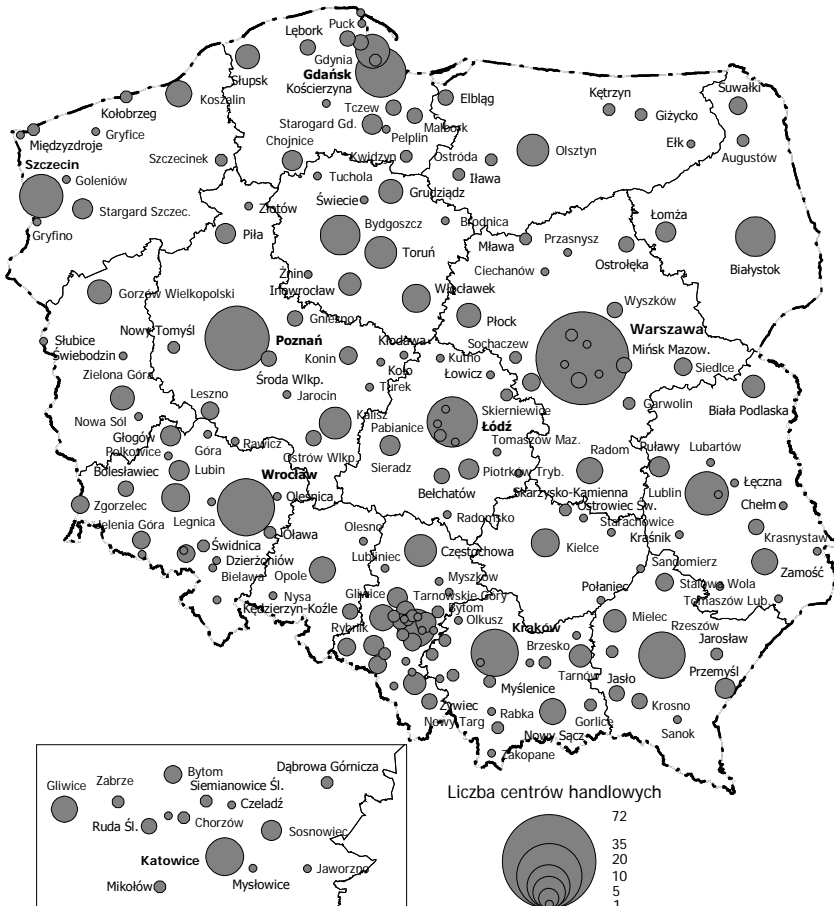 Puck
Lębork
Gdynia
Słupsk
Gdańsk
Kościerzyna
Koszalin
Kołobrzeg
Tczew
Elbląg
Kętrzyn
Suwałki
Międzyzdroje
Gryfice
Starogard Gd.
Malbork
Giżycko
Pelplin
Chojnice
Szczecinek
Kwidzyn
Ostróda
Olsztyn
Ełk
Augustów
Szczecin
Goleniów
Tuchola
Iława
Stargard Szczec.
Świecie
Grudziądz
Złotów
Gryfino
Bydgoszcz
Brodnica
Łomża
Piła
Toruń
Mława
Przasnysz
Ostrołęka
Białystok
Ciechanów
Żnin
Inowrocław
Włocławek
Gorzów Wielkopolski
Wyszków
Gniezno
Płock
Słubice
Nowy Tomyśl
Poznań
Kłodawa
Kutno
Sochaczew
Warszawa
Mińsk Mazow.
Świebodzin
Konin
Koło
Łowicz
Siedlce
Zielona Góra
Środa Wlkp.
Turek
Jarocin
Biała Podlaska
Leszno
Skierniewice
Garwolin
Nowa Sól
Kalisz
Pabianice
Łódź
Głogów
Góra
Rawicz
Ostrów Wlkp.
Sieradz
Tomaszów Maz.
Radom
Puławy
Lubartów
Polkowice
Bolesławiec
Lubin
Wrocław
Piotrków Tryb.
Lublin
Łęczna
Zgorzelec
Oleśnica
Bełchatów
Skarżysko-Kamienna
Ostrowiec Św.
Chełm
Legnica
Radomsko
Starachowice
Jelenia Góra
Oława
Olesno
Kraśnik
Krasnystaw
Świdnica
Częstochowa
Kielce
Dzierżoniów
Lubliniec
Sandomierz
Zamość
Bielawa
Opole
Myszków
Stalowa Wola
Nysa
Gliwice
Tarnowskie Góry
Połaniec
Tomaszów Lub.
Kędzierzyn-Koźle
Bytom
Olkusz
Mielec
Rybnik
Kraków
Rzeszów
Brzesko
Jarosław
Tarnów
Przemyśl
Myślenice
Jasło
Żywiec
Rabka
Krosno
Nowy Targ
Gorlice
Nowy Sącz
Sanok
Zakopane
Bytom
Dąbrowa Górnicza
Zabrze
Siemianowice Śl.
Gliwice
Czeladź
Ruda Śl.
Chorzów
Sosnowiec
Katowice
Mysłowice
Jaworzno
Mikołów
Liczba centrów handlowych
72
35
20
10
5
1